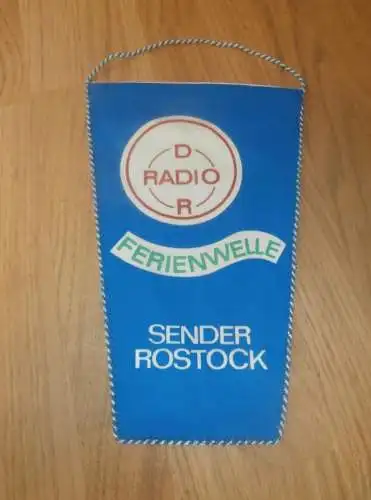 D
RADIO
R
FERIENWELLE
SENDER
ROSTOCK